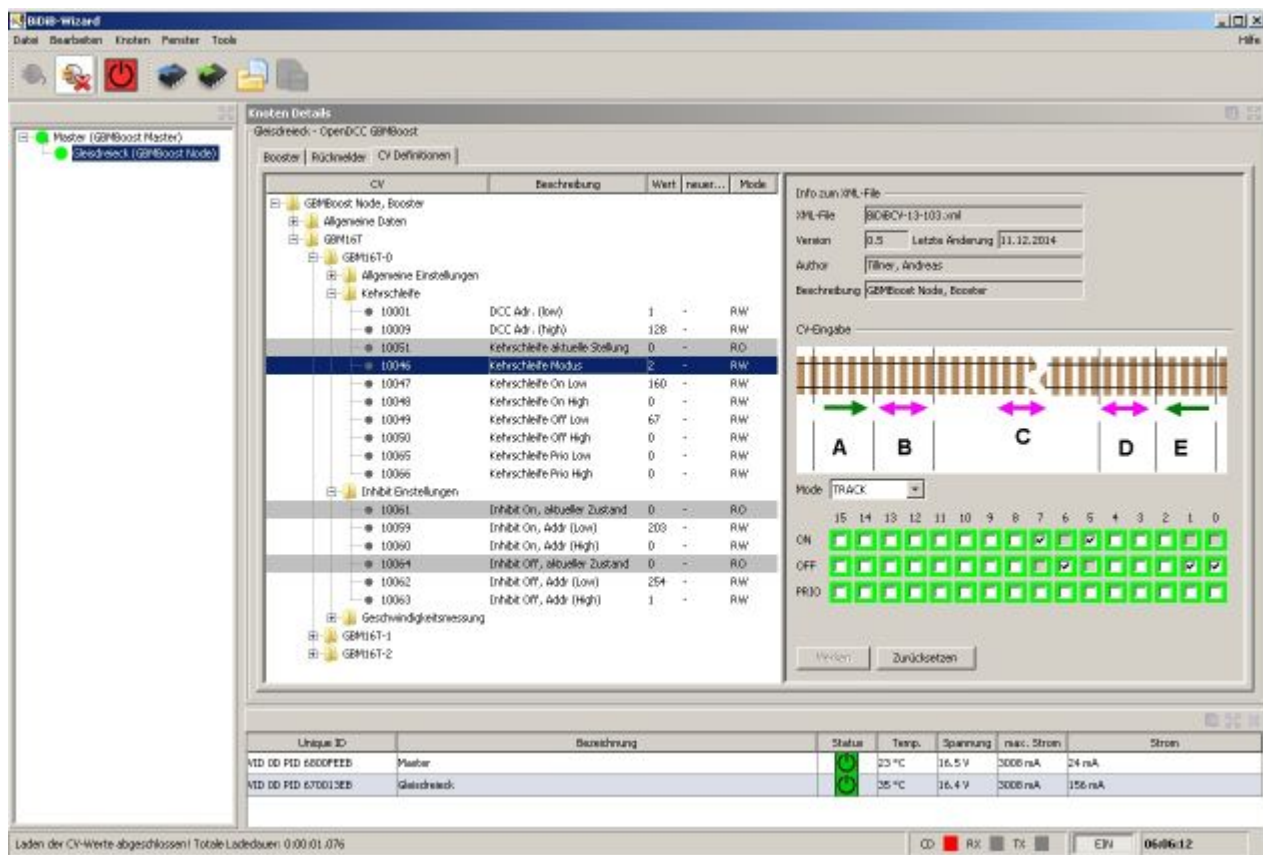 BiDiB-Wizard
Datei Bearbeiten Knoten Fenster Tools Hilfe
Knoten Details
Master (GBMBoost Master)
Gleisdreieck (GBMBoost Node)
Gleisdreieck - OpenDCC GBMBoost
Booster Rückmelder CV Definitionen
CV Beschreibung Wert neuer... Mode
GBMBoost Node, Booster
Allgemeine Daten
GBM16T
GBM16T-0
Allgemeine Einstellungen
Kehrschleife
10001 DCC Adr. (low) 1 - RW
10009 DCC Adr. (high) 128 - RW
10051 Kehrschleife aktuelle Stellung 0 - RO
10046 Kehrschleife Modus 2 - RW
10047 Kehrschleife On Low 160 - RW
10048 Kehrschleife On High 0 - RW
10049 Kehrschleife Off Low 67 - RW
10050 Kehrschleife Off High 0 - RW
10065 Kehrschleife Prio Low 0 - RW
10066 Kehrschleife Prio High 0 - RW
Inhibit Einstellungen
10061 Inhibit On, aktueller Zustand 0 - RO
10059 Inhibit On, Addr (Low) 203 - RW
10060 Inhibit On, Addr (High) 0 - RW
10064 Inhibit Off, aktueller Zustand 0 - RO
10062 Inhibit Off, Addr (Low) 254 - RW
10063 Inhibit Off, Addr (High) 1 - RW
Geschwindigkeitsmessung
GBM16T-1
GBM16T-2
Info zum XML-File
XML-File BiDiBCV-13-103.xml
Version 0.5 Letzte Änderung 11.12.2014
Author Tillner, Andreas
Beschreibung GBMBoost Node, Booster
CV-Eingabe
A B C D E
Mode TRACK
15 14 13 12 11 10 9 8 7 6 5 4 3 2 1 0
ON
OFF
PRIO
Merken Zurücksetzen
Unique ID Bezeichnung Status Temp. Spannung max. Strom Strom
VID 0D PID 6800FEEB Master 23 °C 16.5 V 3008 mA 24 mA
VID 0D PID 670013EB Gleisdreieck 35 °C 16.4 V 3008 mA 156 mA
Laden der CV-Werte abgeschlossen! Totale Ladedauer: 0:00:01.076 CD RX TX EIN 06:06:12